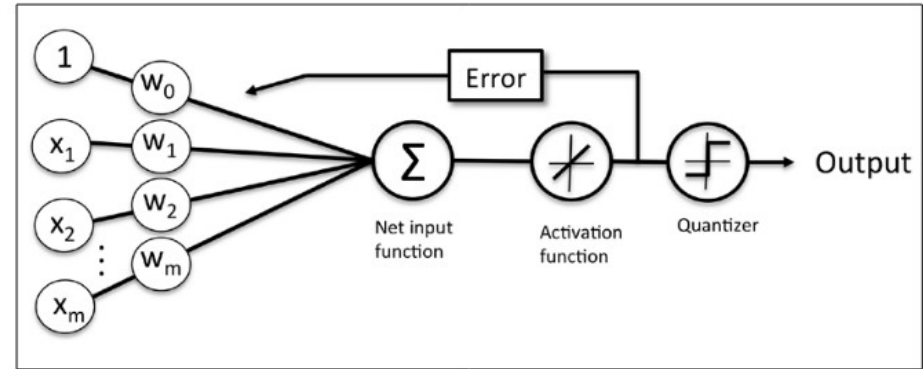 1
w₀
Error
x₁
w₁
Σ
Output
x₂
w₂
Net input
function
Activation
function
Quantizer
⋮
wₘ
xₘ